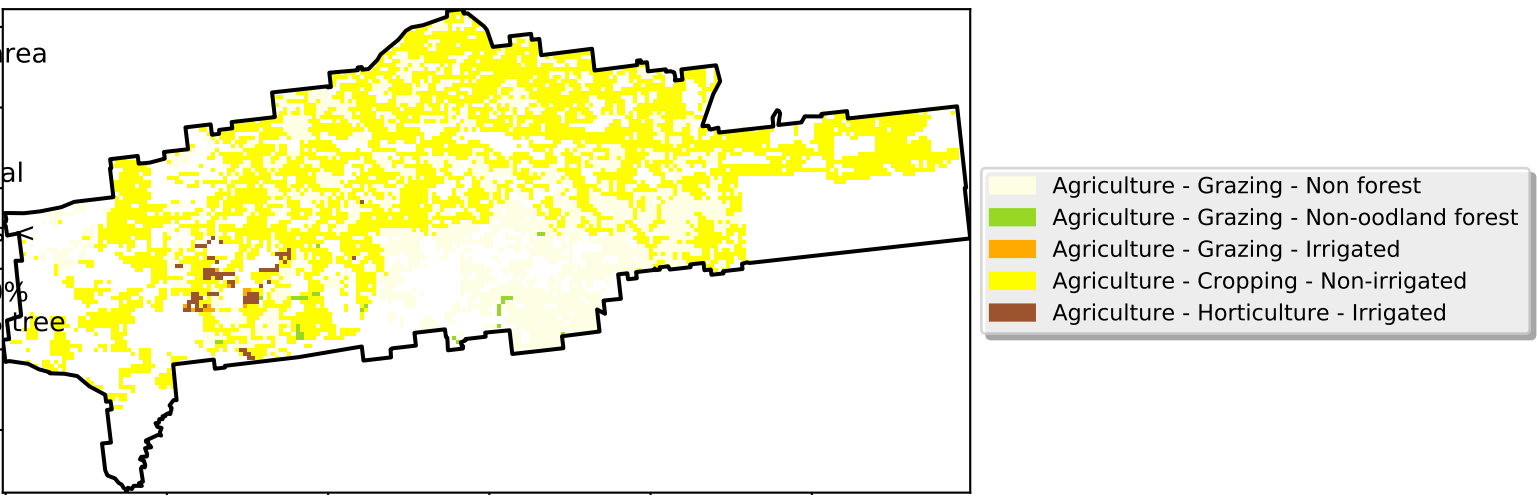 area
al
%
tree
Agriculture - Grazing - Non forest
Agriculture - Grazing - Non-oodland forest
Agriculture - Grazing - Irrigated
Agriculture - Cropping - Non-irrigated
Agriculture - Horticulture - Irrigated